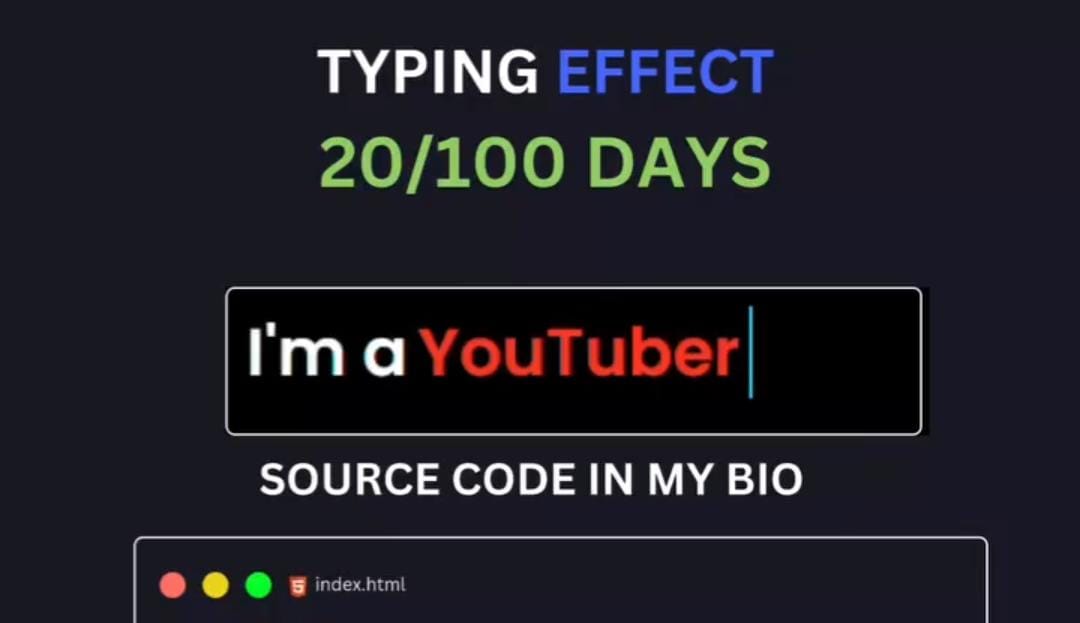 TYPING EFFECT
20/100 DAYS
I'm a YouTuber
SOURCE CODE IN MY BIO
index.html